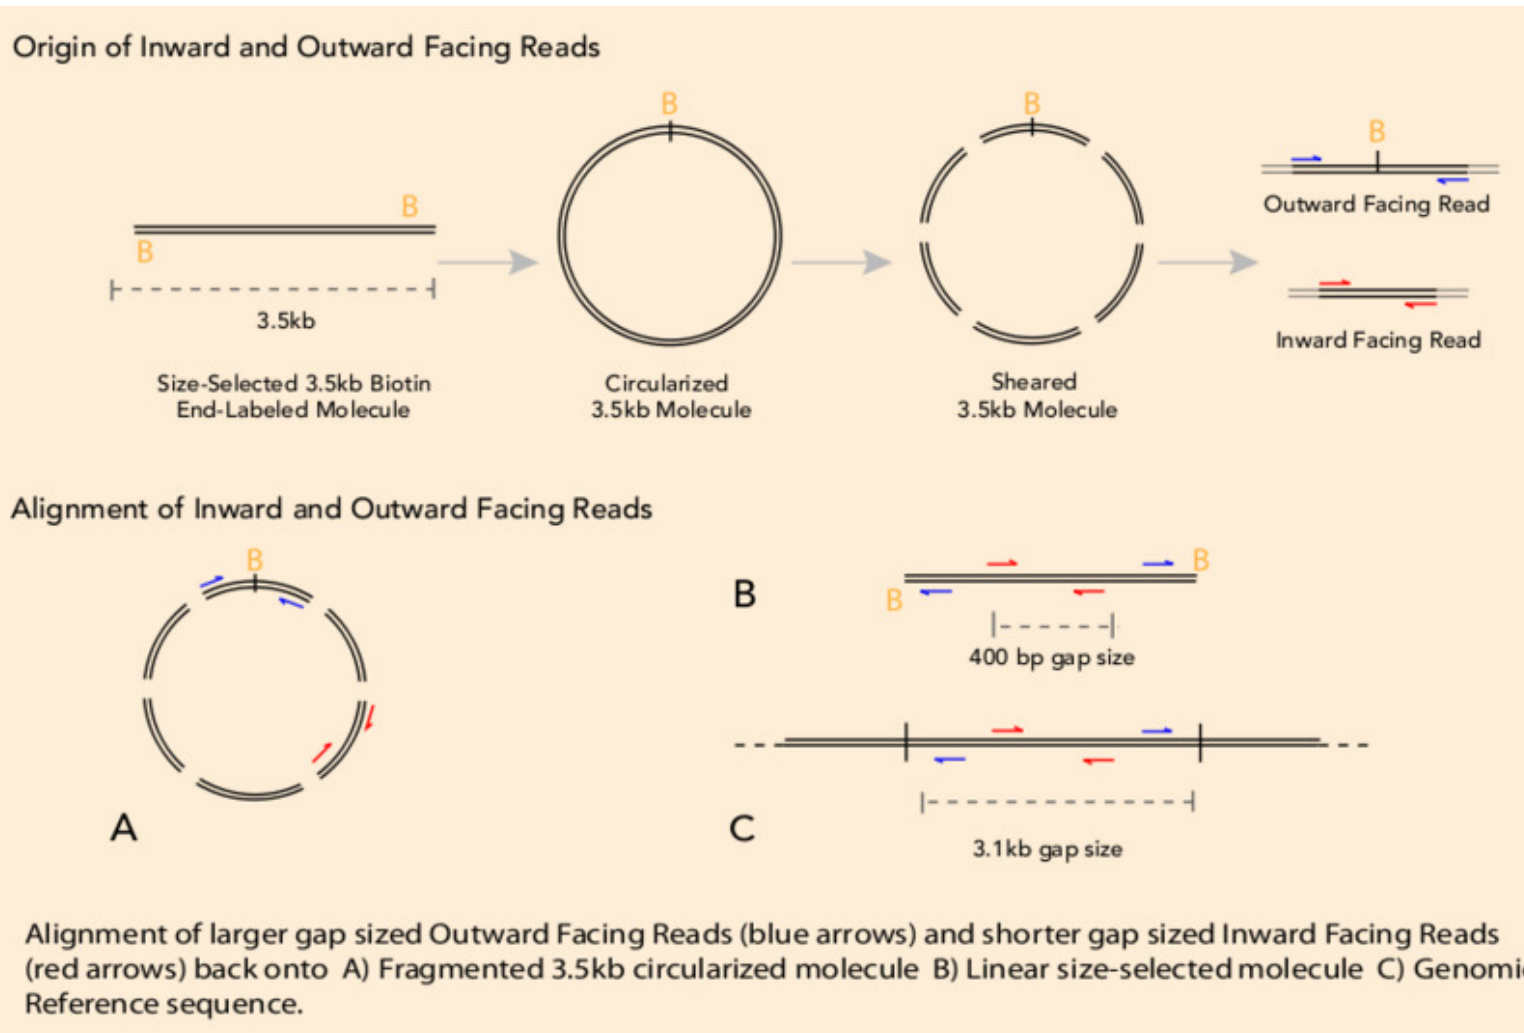 Origin of Inward and Outward Facing Reads
B
B
B
B
B
B
3.5kb
Outward Facing Read
Inward Facing Read
Size-Selected 3.5kb Biotin
End-Labeled Molecule
Circularized
3.5kb Molecule
Sheared
3.5kb Molecule
Alignment of Inward and Outward Facing Reads
B
A
B
B
B
400 bp gap size
C
3.1kb gap size
Alignment of larger gap sized Outward Facing Reads (blue arrows) and shorter gap sized Inward Facing Reads
(red arrows) back onto A) Fragmented 3.5kb circularized molecule B) Linear size-selected molecule C)
Reference sequence.